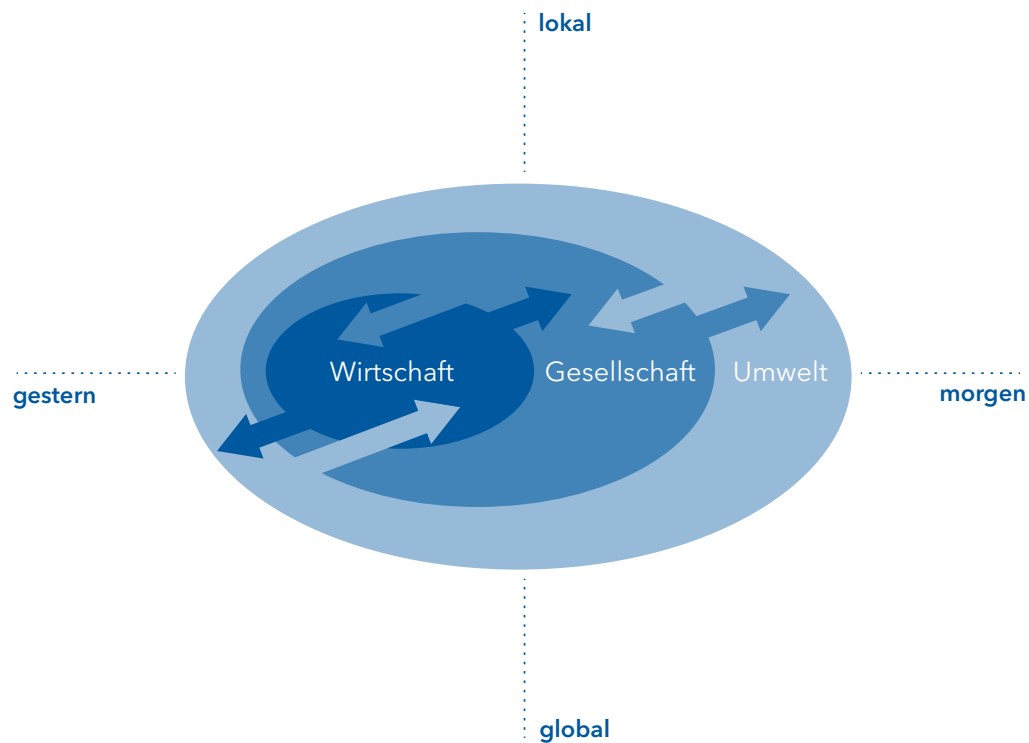 lokal
Wirtschaft
Gesellschaft
Umwelt
gestern
morgen
global